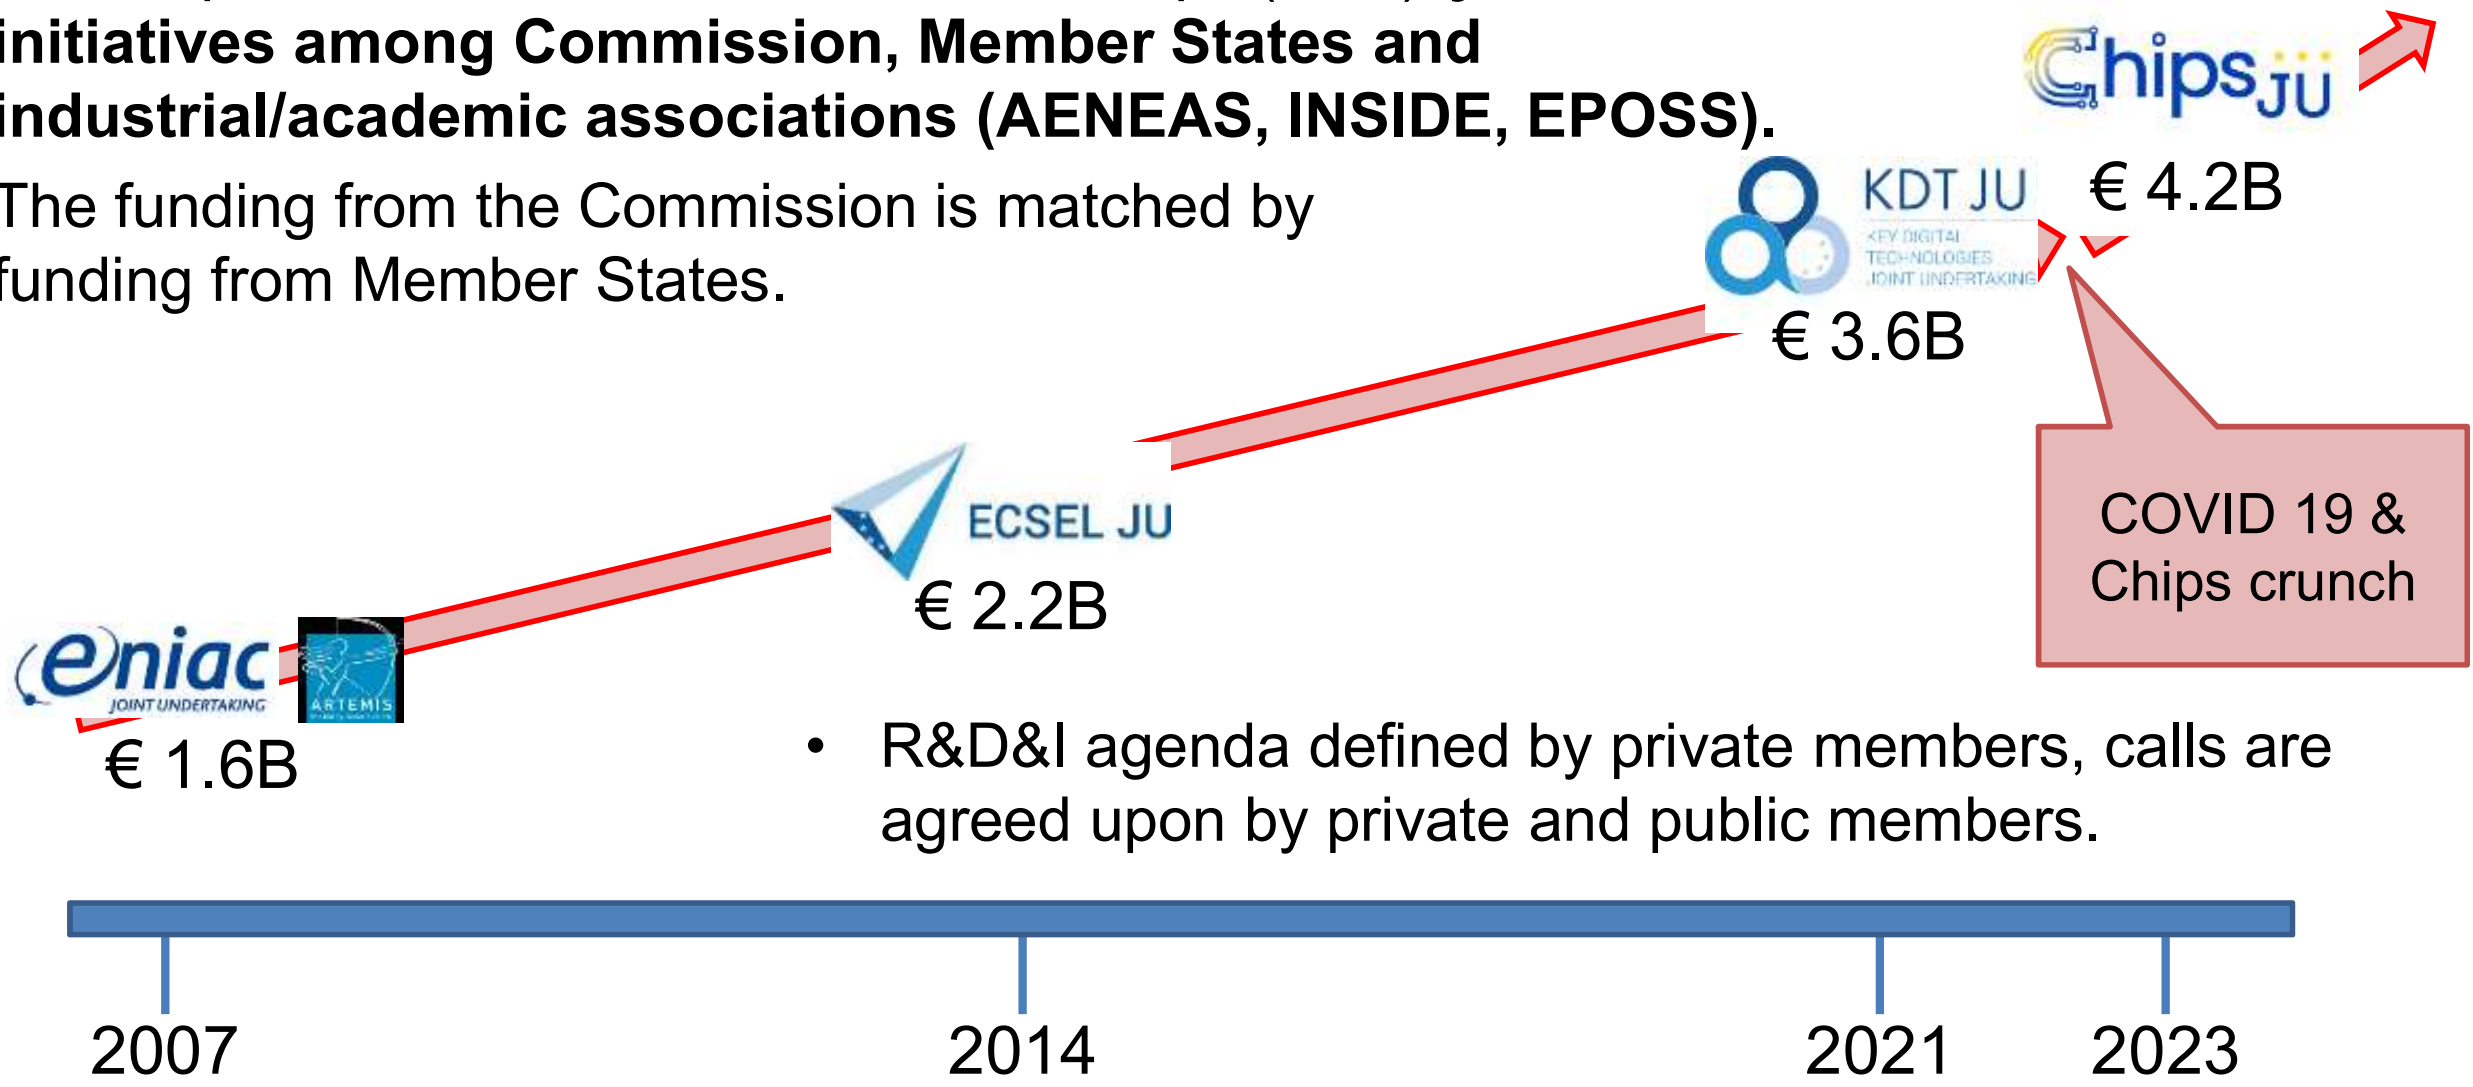 initiatives among Commission, Member States and
industrial/academic associations (AENEAS, INSIDE, EPOSS).
The funding from the Commission is matched by
funding from Member States.
Chips JU
€ 4.2B
KDT JU
KEY DIGITAL
TECHNOLOGIES
JOINT UNDERTAKING
€ 3.6B
COVID 19 &
Chips crunch
ECSEL JU
€ 2.2B
eniac
JOINT UNDERTAKING
ARTEMIS
€ 1.6B
• R&D&I agenda defined by private members, calls are
agreed upon by private and public members.
2007
2014
2021
2023